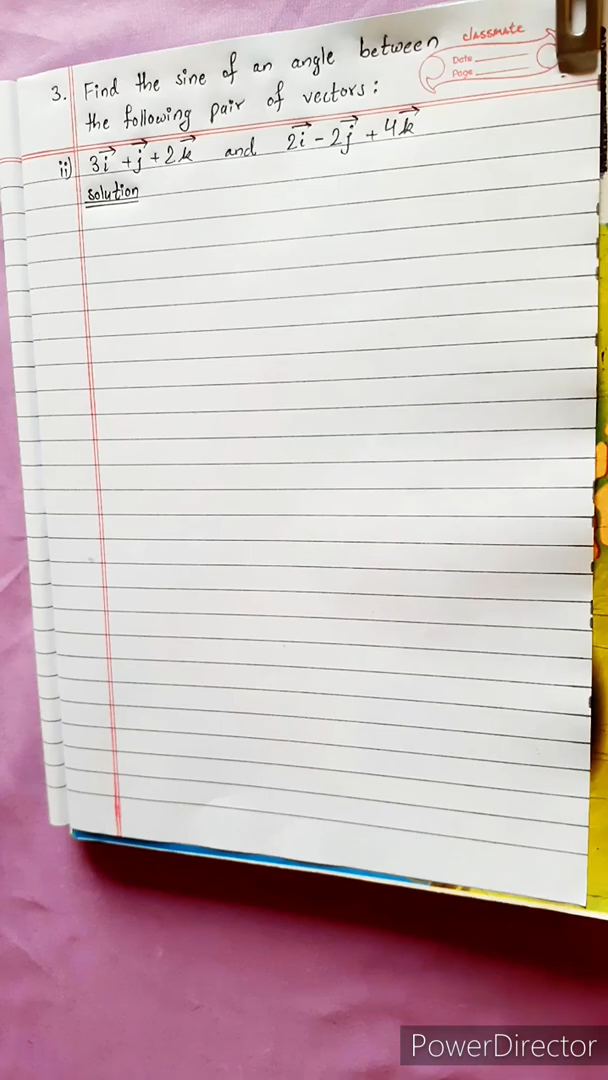 classmate
Date
Page
3. Find the sine of an angle between
the following pair of vectors:
ii) 3i⃗ + j⃗ + 2k⃗ and 2i⃗ - 2j⃗ + 4k⃗
solution
PowerDirector